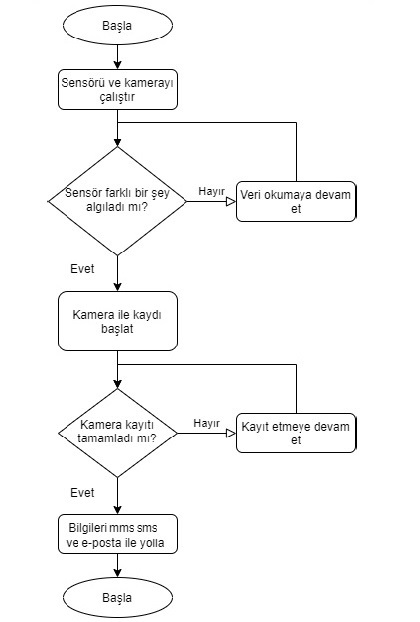 Başla
Sensörü ve kamerayı
çalıştır
Sensör farklı bir şey
algıladı mı?
Hayır
Veri okumaya devam
et
Evet
Kamera ile kaydı
başlat
Kamera kayıtı
tamamladı mı?
Hayır
Kayıt etmeye devam
et
Evet
Bilgileri mms sms
ve e-posta ile yolla
Başla